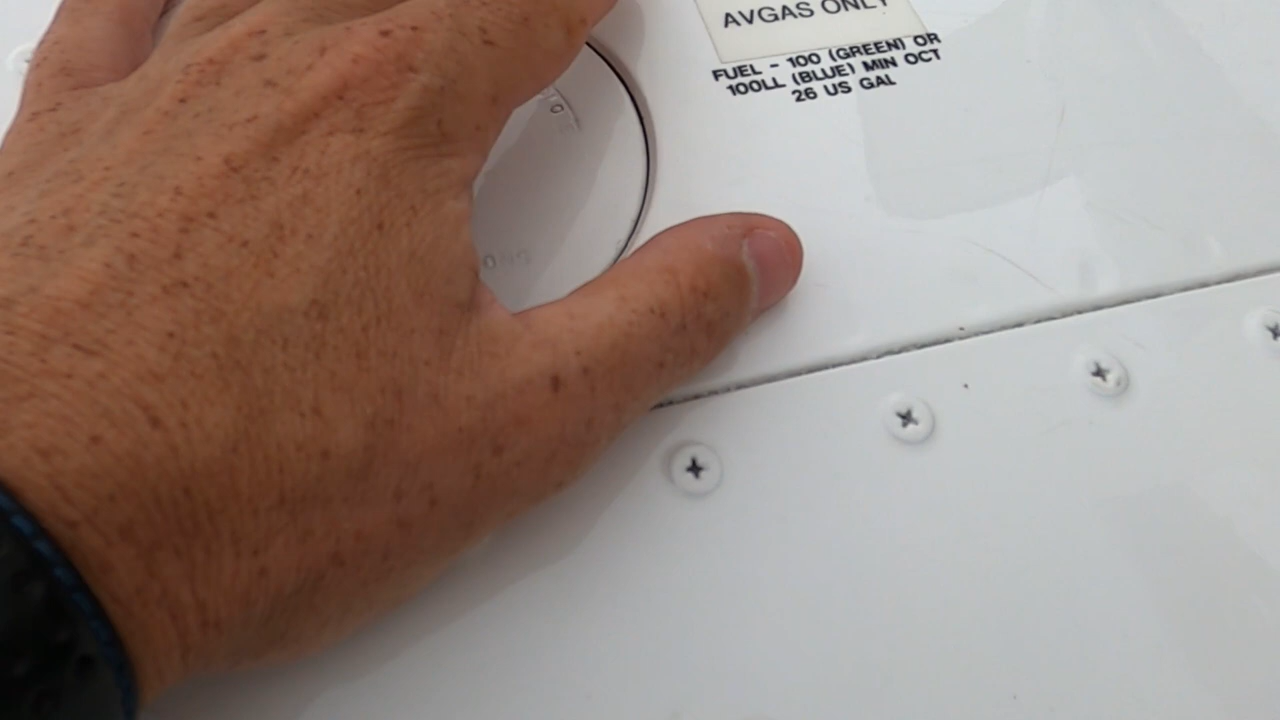 AVGAS ONLY
FUEL - 100 (GREEN) OR
100LL (BLUE) MIN OCT
26 US GAL